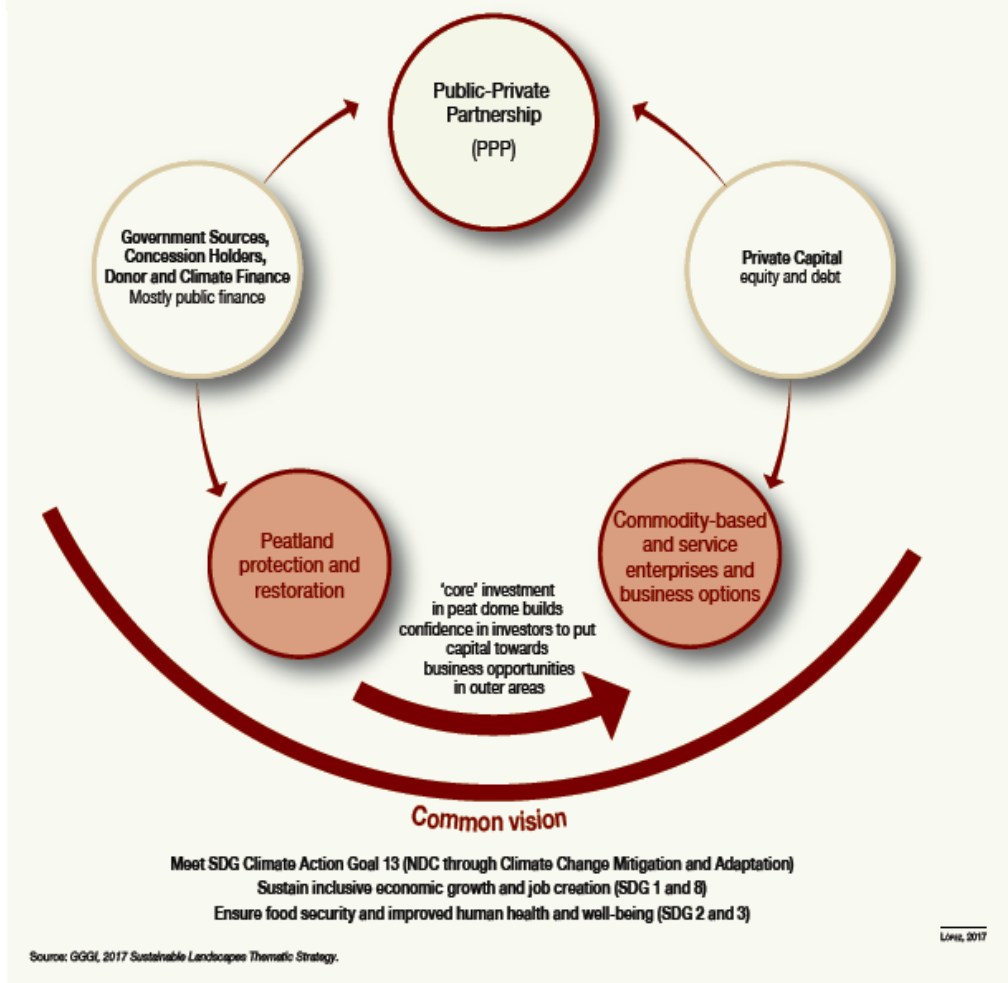 Public-Private
Partnership
(PPP)
Government Sources,
Concession Holders,
Donor and Climate Finance
Mostly public finance
Private Capital
equity and debt
Peatland
protection and
restoration
Commodity-based
and service
enterprises and
business options
'core' investment
in peat dome builds
confidence in investors to put
capital towards
business opportunities
in outer areas
Common vision
Meet SDG Climate Action Goal 13 (NDC through Climate Change Mitigation and Adaptation)
Sustain inclusive economic growth and job creation (SDG 1 and 8)
Ensure food security and improved human health and well-being (SDG 2 and 3)
López, 2017
Source: GGGI, 2017 Sustainable Landscapes Thematic Strategy.